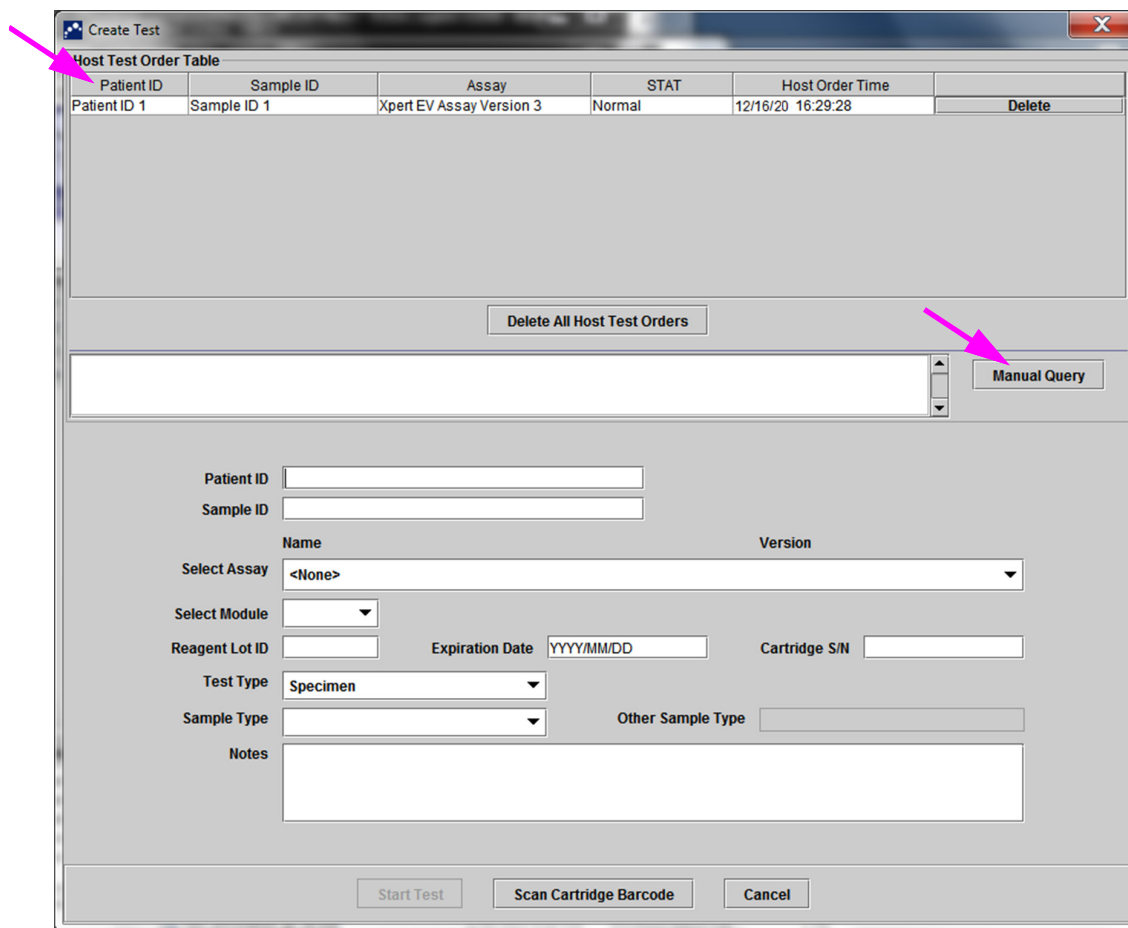 Create Test
Host Test Order Table
Patient ID Sample ID Assay STAT Host Order Time
Patient ID 1 Sample ID 1 Xpert EV Assay Version 3 Normal 12/16/20 16:29:28 Delete
Delete All Host Test Orders
Manual Query
Patient ID
Sample ID
Name Version
Select Assay <None>
Select Module
Reagent Lot ID Expiration Date YYYY/MM/DD Cartridge S/N
Test Type Specimen
Sample Type Other Sample Type
Notes
Start Test Scan Cartridge Barcode Cancel